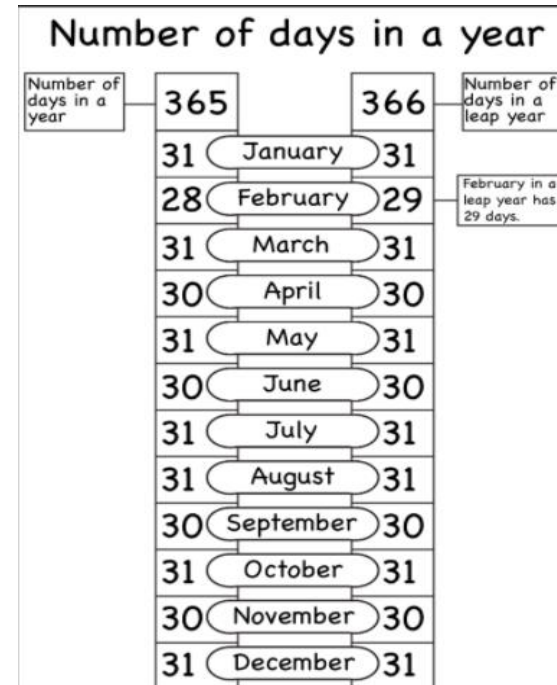 Number of days in a year
Number of
days in a
year
365
366
Number of
days in a
leap year
31 January 31
28 February 29
February in a
leap year has
29 days.
31 March 31
30 April 30
31 May 31
30 June 30
31 July 31
31 August 31
30 September 30
31 October 31
30 November 30
31 December 31